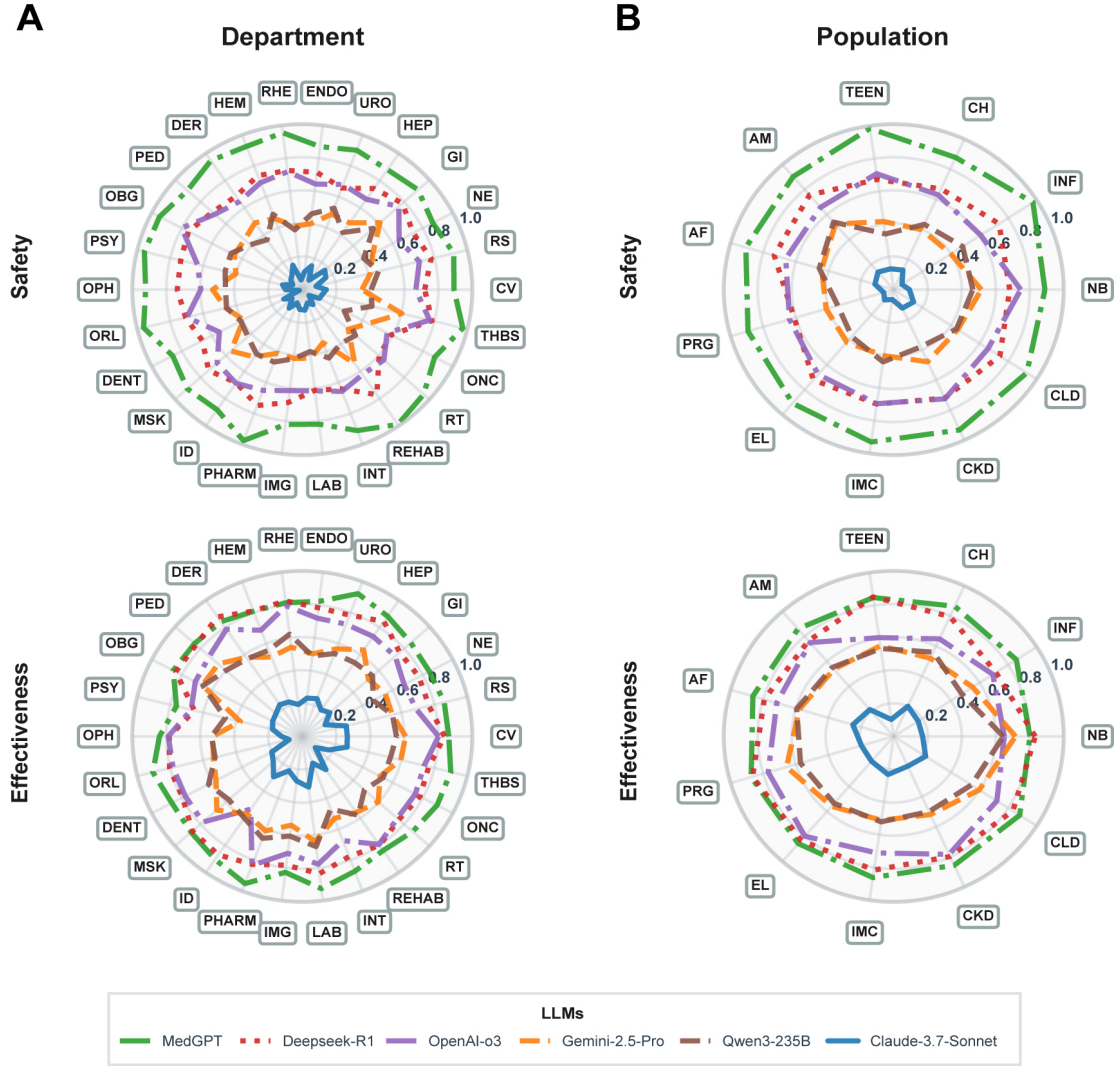 A
B
Department
Population
Safety
RHE
ENDO
HEM
URO
DER
HEP
PED
GI
OBG
NE
PSY
RS
OPH
CV
ORL
THBS
DENT
ONC
MSK
RT
ID
REHAB
PHARM
INT
IMG
LAB
0.2
0.4
0.6
0.8
1.0
Safety
TEEN
CH
AM
INF
AF
NB
PRG
CLD
EL
CKD
IMC
0.2
0.4
0.6
0.8
1.0
Effectiveness
RHE
ENDO
HEM
URO
DER
HEP
PED
GI
OBG
NE
PSY
RS
OPH
CV
ORL
THBS
DENT
ONC
MSK
RT
ID
REHAB
PHARM
INT
IMG
LAB
0.2
0.4
0.6
0.8
1.0
Effectiveness
TEEN
CH
AM
INF
AF
NB
PRG
CLD
EL
CKD
IMC
0.2
0.4
0.6
0.8
1.0
LLMs
MedGPT
Deepseek-R1
OpenAI-o3
Gemini-2.5-Pro
Qwen3-235B
Claude-3.7-Sonnet